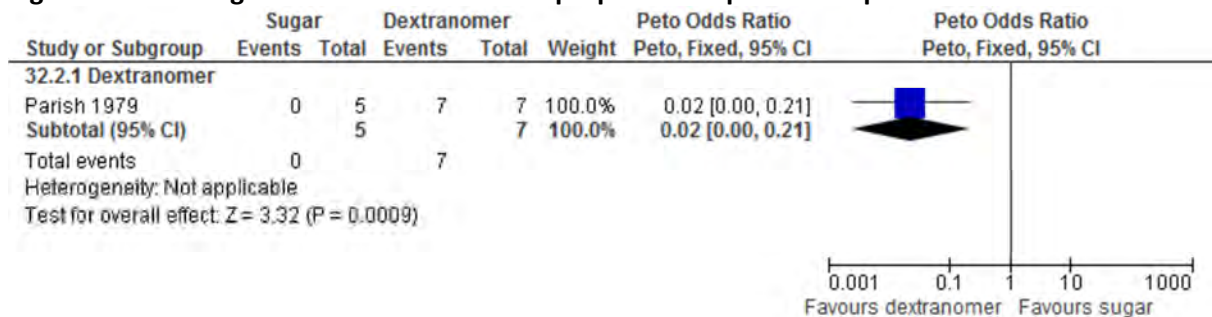 Sugar Dextranomer Peto Odds Ratio Peto Odds Ratio
Study or Subgroup Events Total Events Total Weight Peto, Fixed, 95% CI Peto, Fixed, 95% CI
32.2.1 Dextranomer
Parish 1979 0 5 7 7 100.0% 0.02 [0.00, 0.21]
Subtotal (95% CI) 5 7 100.0% 0.02 [0.00, 0.21]
Total events 0 7
Heterogeneity: Not applicable
Test for overall effect: Z = 3.32 (P = 0.0009)
0.001 0.1 1 10 1000
Favours dextranomer Favours sugar